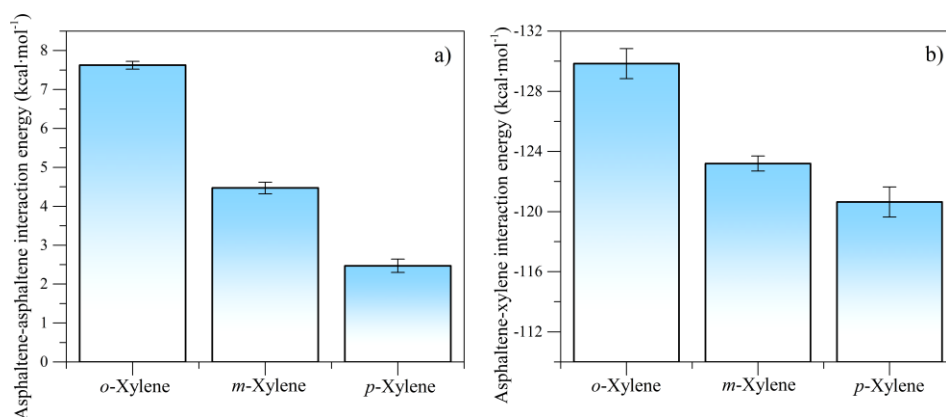 Asphaltene-asphaltene interaction energy (kcal·mol⁻¹)
8
7
6
5
4
3
2
1
0
a)
o-Xylene
m-Xylene
p-Xylene
Asphaltene-xylene interaction energy (kcal·mol⁻¹)
-132
-128
-124
-120
-116
-112
b)
o-Xylene
m-Xylene
p-Xylene